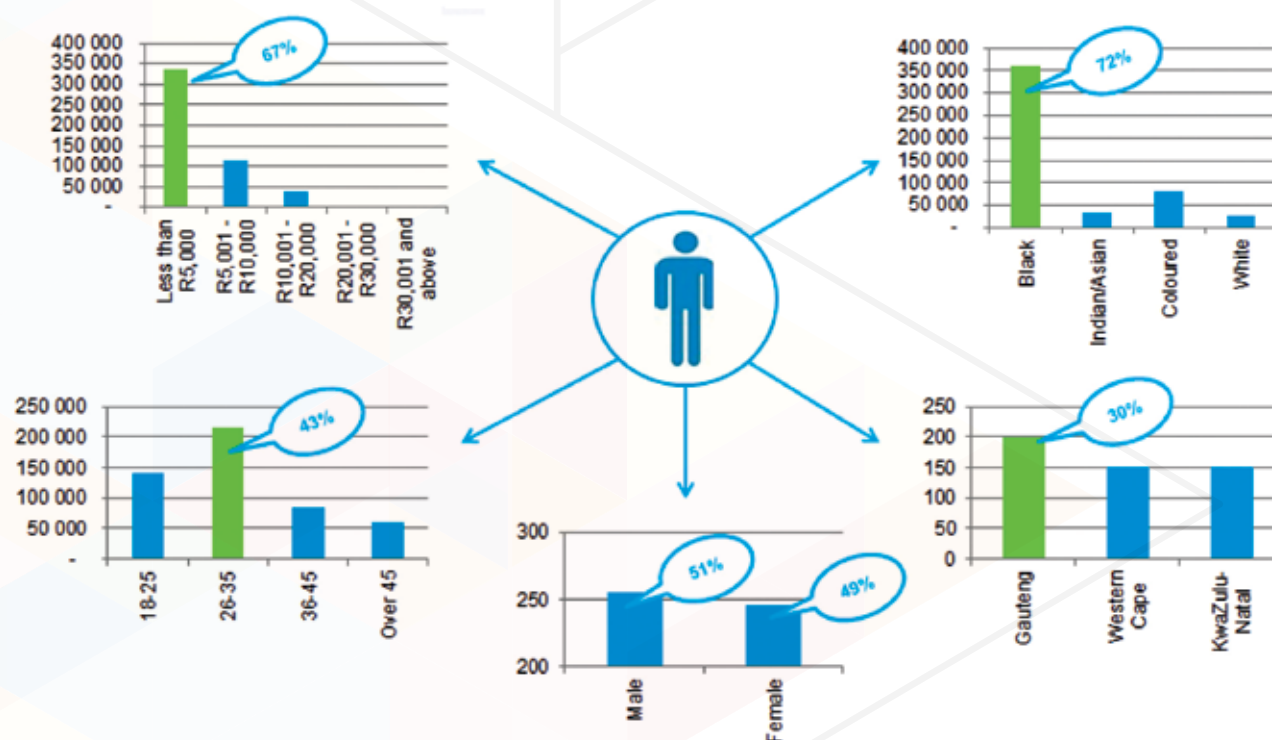 400 000
350 000
300 000
250 000
200 000
150 000
100 000
50 000
-
67%
Less than
R5,000
R5,001 -
R10,000
R10,001 -
R20,000
R20,001 -
R30,000
R30,001 and
above
400 000
350 000
300 000
250 000
200 000
150 000
100 000
50 000
-
72%
Black
Indian/Asian
Coloured
White
250 000
200 000
150 000
100 000
50 000
-
43%
18-25
26-35
36-45
Over 45
300
250
200
51%
49%
Male
Female
250
200
150
100
50
0
30%
Gauteng
Western
Cape
KwaZulu-
Natal